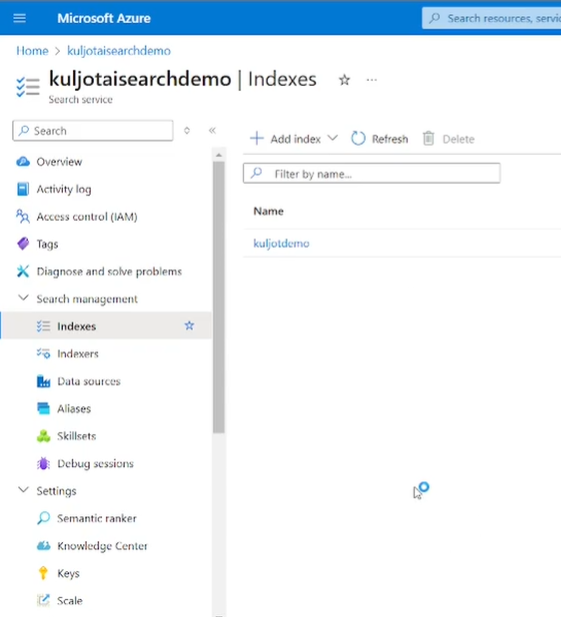 Microsoft Azure
Search resources, servic
Home > kuljotaisearchdemo
kuljotaisearchdemo | Indexes
Search service
Search
Add index
Refresh
Delete
Filter by name...
Name
kuljotdemo
Overview
Activity log
Access control (IAM)
Tags
Diagnose and solve problems
Search management
Indexes
Indexers
Data sources
Aliases
Skillsets
Debug sessions
Settings
Semantic ranker
Knowledge Center
Keys
Scale